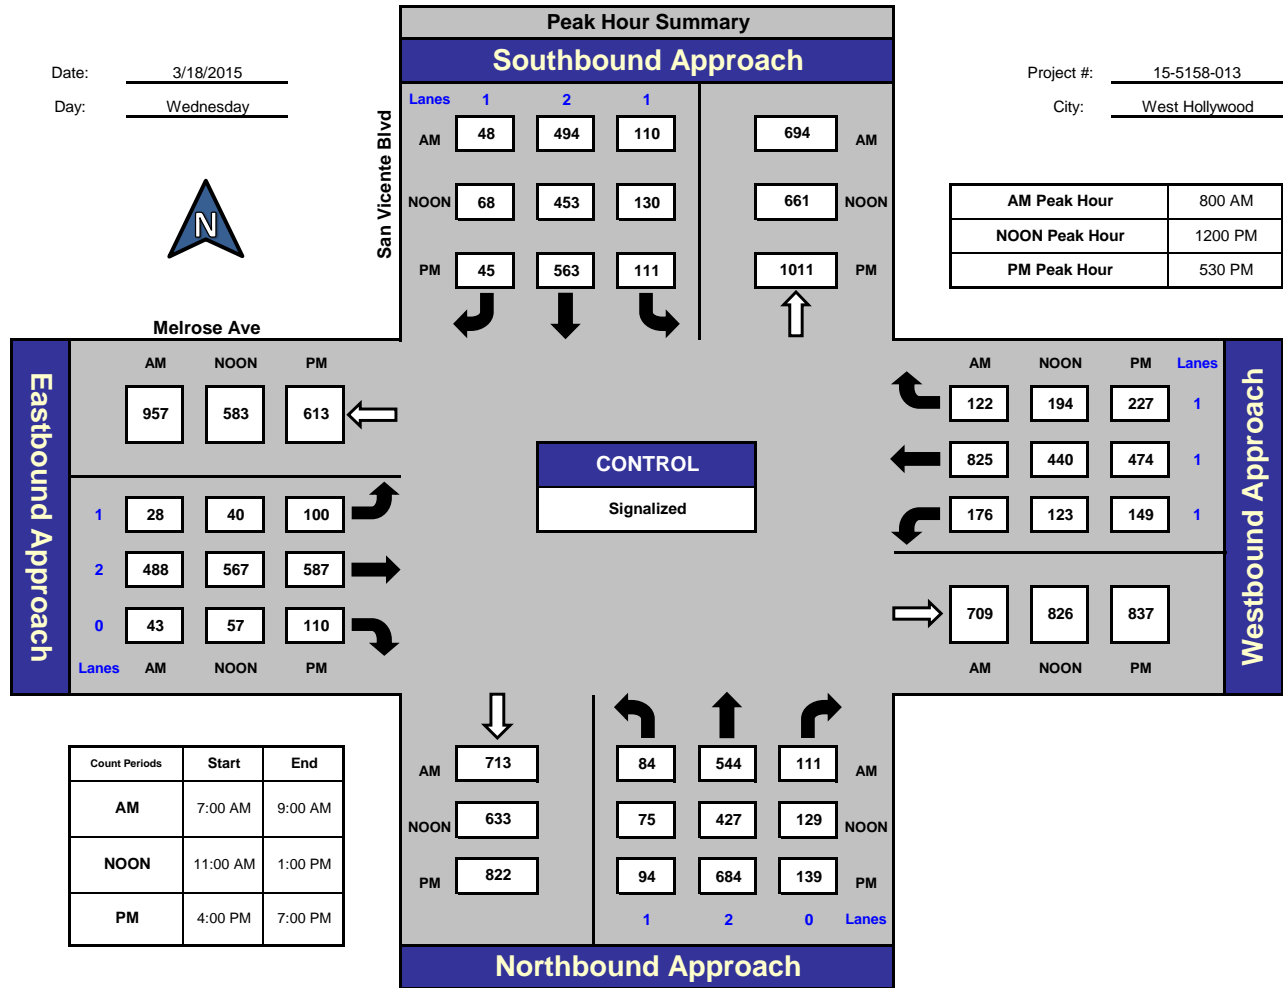 Peak Hour Summary
Southbound Approach
Date: 3/18/2015
Day: Wednesday
Project #: 15-5158-013
City: West Hollywood
N
San Vicente Blvd
Lanes 1 2 1
AM 48 494 110 694 AM
NOON 68 453 130 661 NOON
PM 45 563 111 1011 PM
AM Peak Hour 800 AM
NOON Peak Hour 1200 PM
PM Peak Hour 530 PM
Melrose Ave
Eastbound Approach
AM NOON PM
957 583 613
1 28 40 100
2 488 567 587
0 43 57 110
Lanes AM NOON PM
CONTROL
Signalized
AM NOON PM Lanes
122 194 227 1
825 440 474 1
176 123 149 1
709 826 837
AM NOON PM
Westbound Approach
Count Periods Start End
AM 7:00 AM 9:00 AM
NOON 11:00 AM 1:00 PM
PM 4:00 PM 7:00 PM
AM 713 84 544 111 AM
NOON 633 75 427 129 NOON
PM 822 94 684 139 PM
1 2 0 Lanes
Northbound Approach